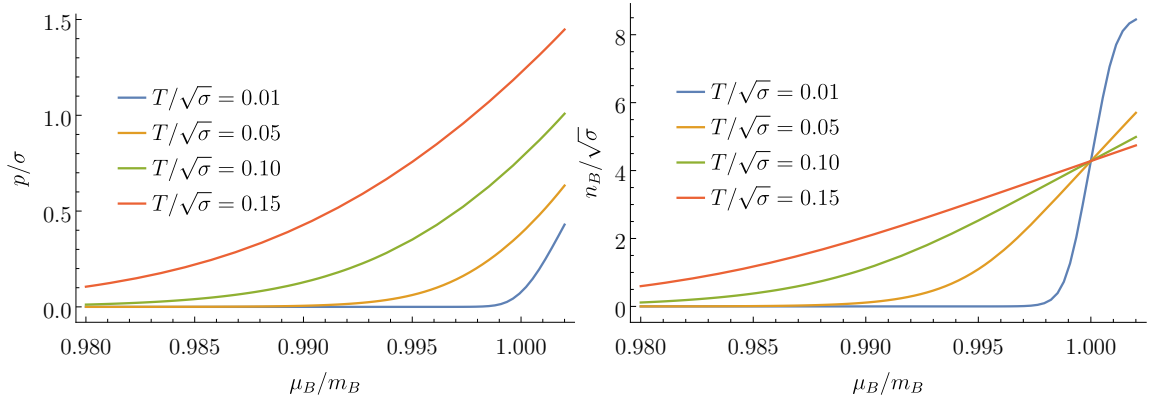 1.5
1.0
0.5
0.0
p/σ
T/√σ = 0.01
T/√σ = 0.05
T/√σ = 0.10
T/√σ = 0.15
0.980 0.985 0.990 0.995 1.000
μ_B/m_B
8
6
4
2
0
n_B/√σ
T/√σ = 0.01
T/√σ = 0.05
T/√σ = 0.10
T/√σ = 0.15
0.980 0.985 0.990 0.995 1.000
μ_B/m_B